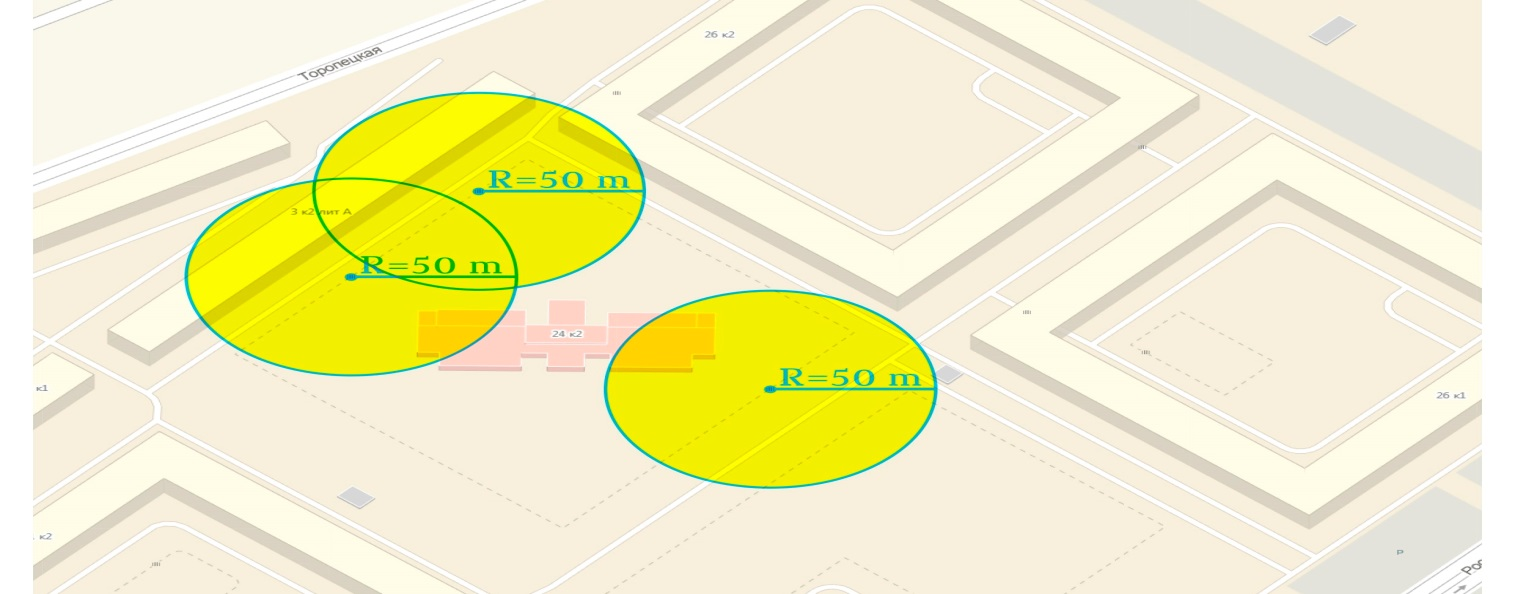 26 к2
Торопецкая
R=50 m
3 к2 лит А
R=50 m
24 к2
R=50 m
к1
26 к1
к2
P